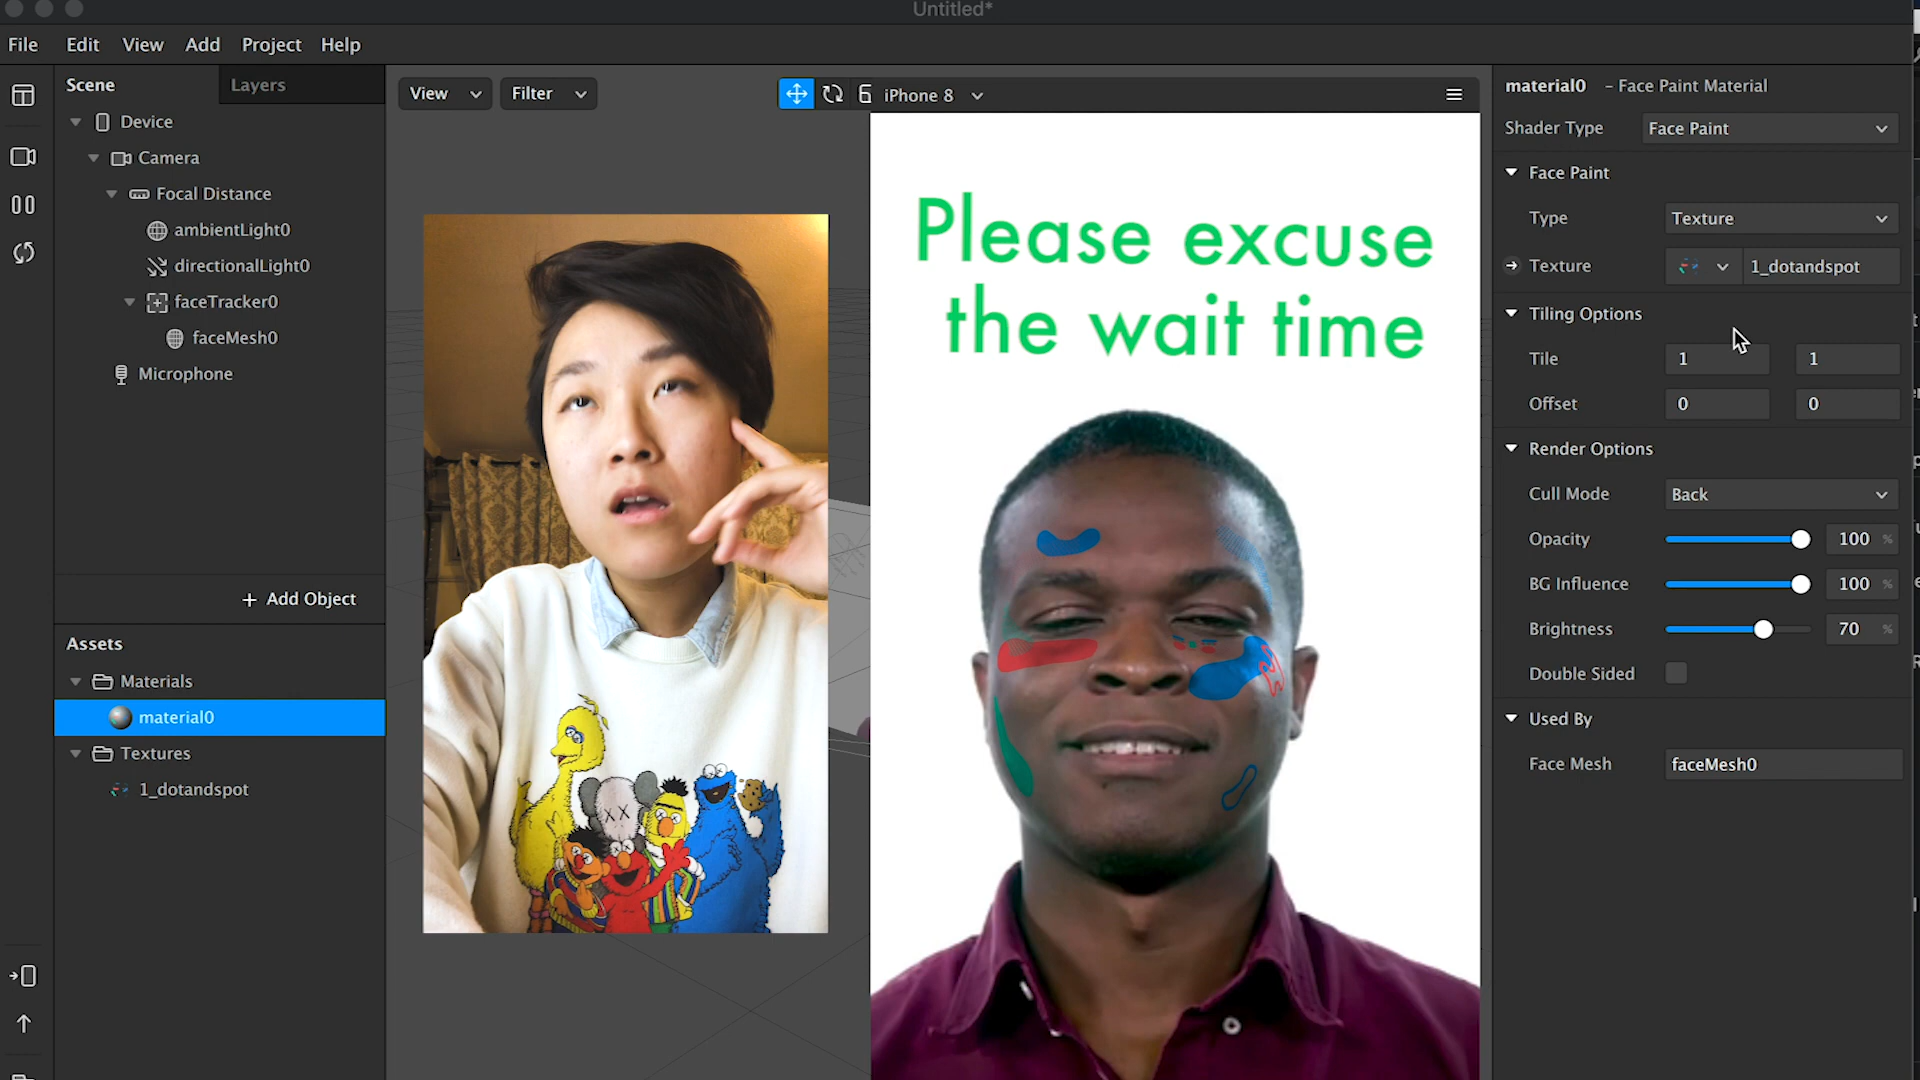 Untitled*
File Edit View Add Project Help
Scene Layers
Device
Camera
Focal Distance
ambientLight0
directionalLight0
faceTracker0
faceMesh0
Microphone
+ Add Object
Assets
Materials
material0
Textures
1_dotandspot
View Filter
iPhone 8
Please excuse
the wait time
XX
material0 – Face Paint Material
Shader Type Face Paint
Face Paint
Type Texture
Texture 1_dotandspot
Tiling Options
Tile 1 1
Offset 0 0
Render Options
Cull Mode Back
Opacity 100 %
BG Influence 100 %
Brightness 70 %
Double Sided
Used By
Face Mesh faceMesh0